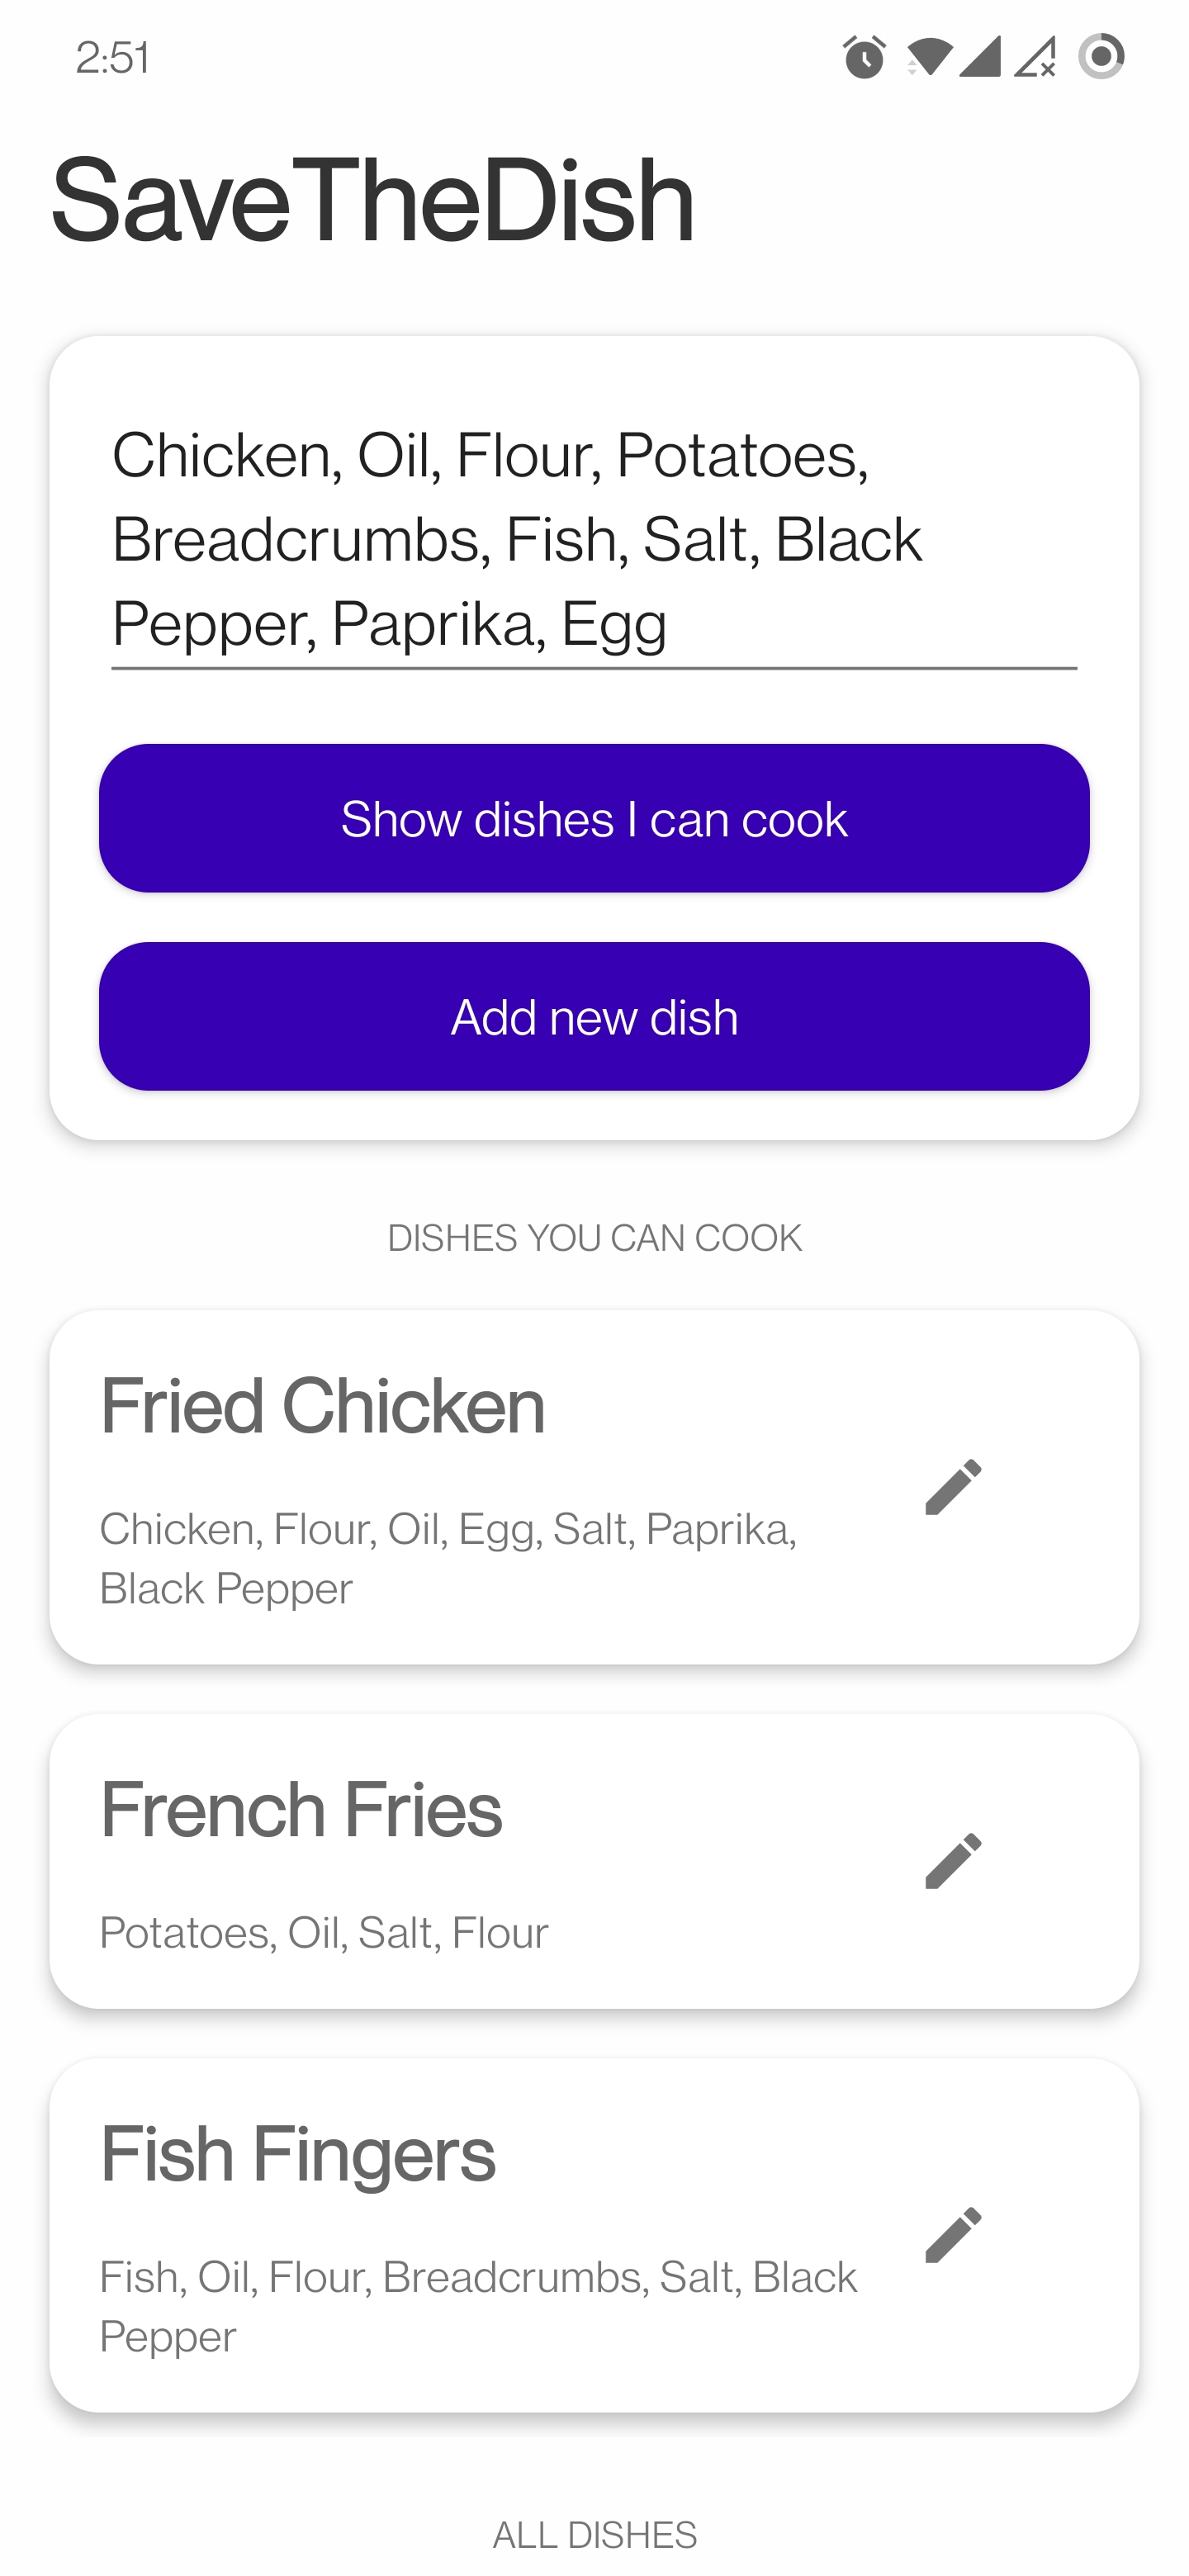 2:51
SaveTheDish
Chicken, Oil, Flour, Potatoes,
Breadcrumbs, Fish, Salt, Black
Pepper, Paprika, Egg
Show dishes I can cook
Add new dish
DISHES YOU CAN COOK
Fried Chicken
Chicken, Flour, Oil, Egg, Salt, Paprika,
Black Pepper
French Fries
Potatoes, Oil, Salt, Flour
Fish Fingers
Fish, Oil, Flour, Breadcrumbs, Salt, Black
Pepper
ALL DISHES